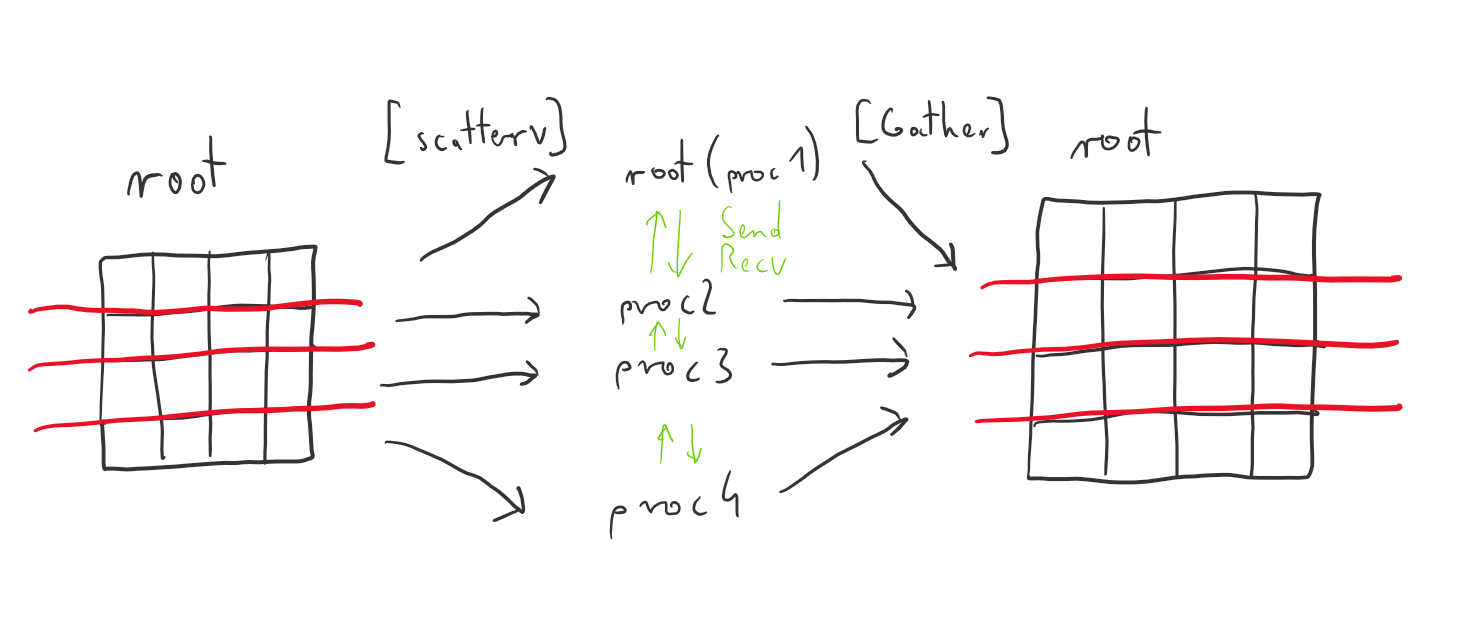 root
[scatterv]
root (proc 1)
Send
Recv
proc2
proc3
proc4
[Gather]
root